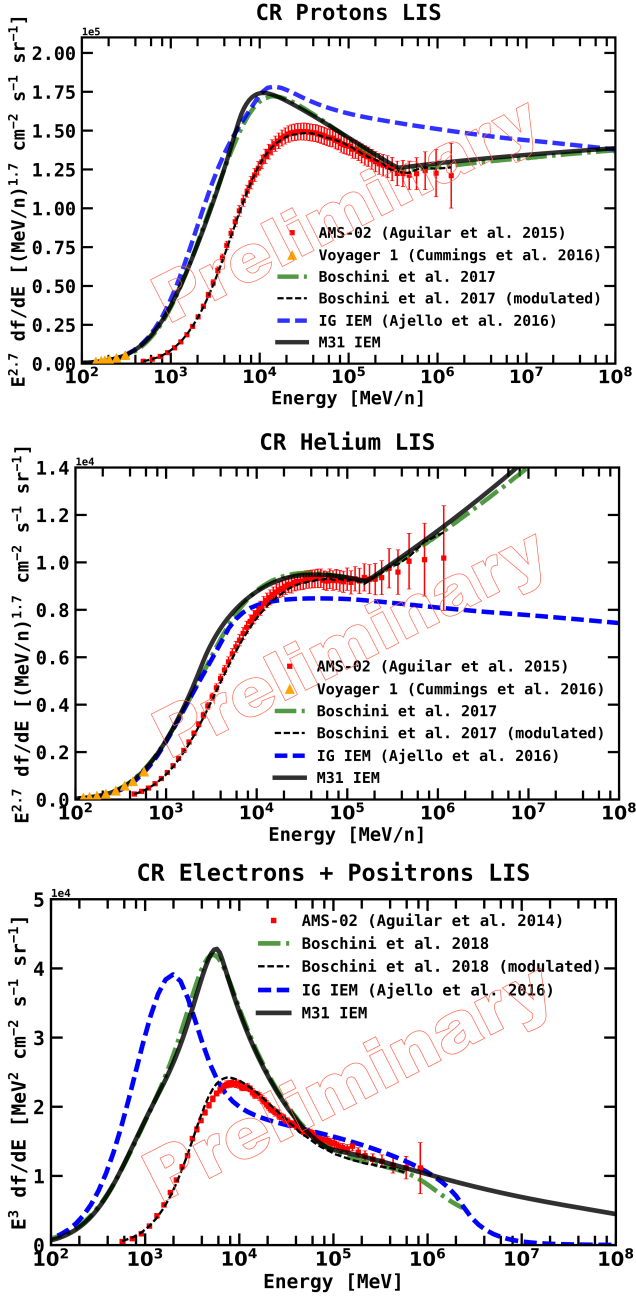 CR Protons LIS
1e5
2.00
1.75
1.50
1.25
1.00
0.75
0.50
0.25
0.00
E^2.7 df/dE [(MeV/n)^1.7 cm^−2 s^−1 sr^−1]
Preliminary
AMS-02 (Aguilar et al. 2015)
Voyager 1 (Cummings et al. 2016)
Boschini et al. 2017
Boschini et al. 2017 (modulated)
IG IEM (Ajello et al. 2016)
M31 IEM
10^2 10^3 10^4 10^5 10^6 10^7 10^8
Energy [MeV/n]
CR Helium LIS
1e4
1.4
1.2
1.0
0.8
0.6
0.4
0.2
0.0
E^2.7 df/dE [(MeV/n)^1.7 cm^−2 s^−1 sr^−1]
Preliminary
AMS-02 (Aguilar et al. 2015)
Voyager 1 (Cummings et al. 2016)
Boschini et al. 2017
Boschini et al. 2017 (modulated)
IG IEM (Ajello et al. 2016)
M31 IEM
10^2 10^3 10^4 10^5 10^6 10^7 10^8
Energy [MeV/n]
CR Electrons + Positrons LIS
1e4
5
4
3
2
1
0
E^3 df/dE [MeV^2 cm^−2 s^−1 sr^−1]
Preliminary
AMS-02 (Aguilar et al. 2014)
Boschini et al. 2018
Boschini et al. 2018 (modulated)
IG IEM (Ajello et al. 2016)
M31 IEM
10^2 10^3 10^4 10^5 10^6 10^7 10^8
Energy [MeV]